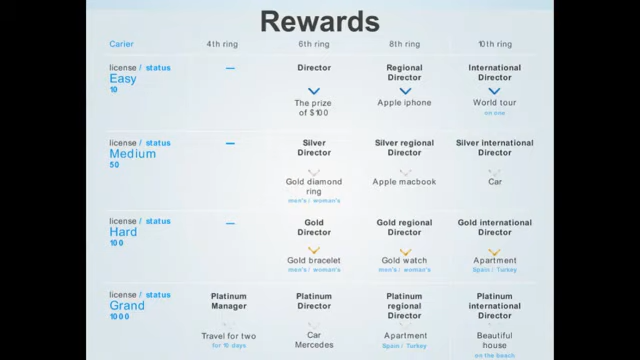 Rewards
Carier 4th ring 6th ring 8th ring 10th ring
license / status — Director Regional International
Easy Director Director
10
The prize Apple iphone World tour
of $100 on one
license / status — Silver Silver regional Silver international
Medium Director Director Director
50
Gold diamond Apple macbook Car
ring
men's / woman's
license / status — Gold Gold regional Gold international
Hard Director Director Director
100
Gold bracelet Gold watch Apartment
men's / woman's men's / woman's Spain / Turkey
license / status Platinum Platinum Platinum Platinum
Grand Manager Director regional international
1000 Director Director
Travel for two Car Apartment Beautiful
for 10 days Mercedes Spain / Turkey house
on the beach